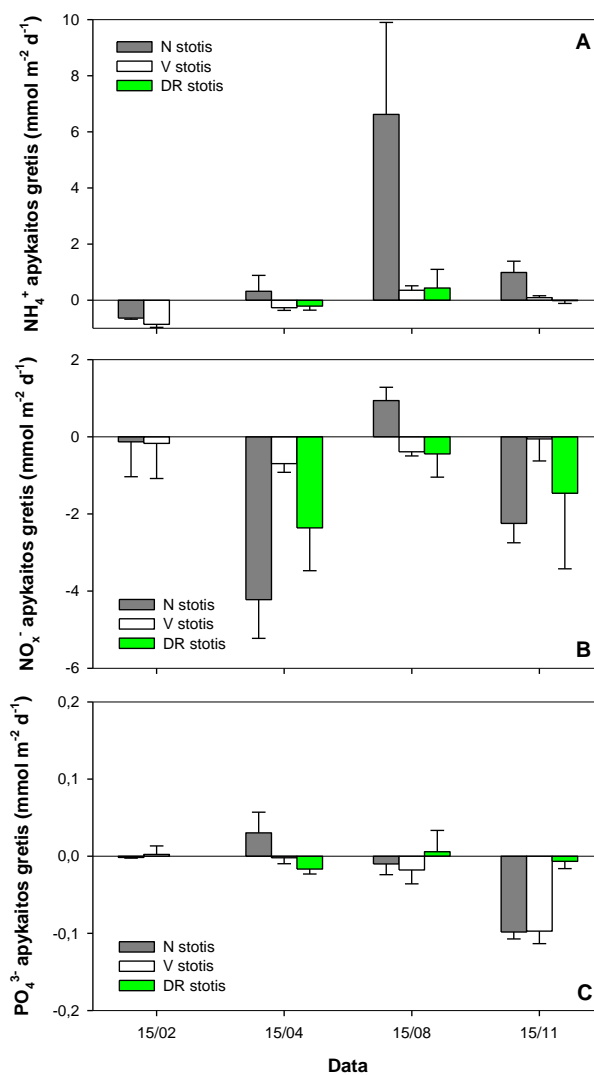 NH₄⁺ apykaitos gretis (mmol m⁻² d⁻¹)
10
8
6
4
2
0
N stotis
V stotis
DR stotis
A
NOₓ⁻ apykaitos gretis (mmol m⁻² d⁻¹)
2
0
-2
-4
-6
N stotis
V stotis
DR stotis
B
PO₄³⁻ apykaitos gretis (mmol m⁻² d⁻¹)
0,2
0,1
0,0
-0,1
-0,2
N stotis
V stotis
DR stotis
C
15/02 15/04 15/08 15/11
Data